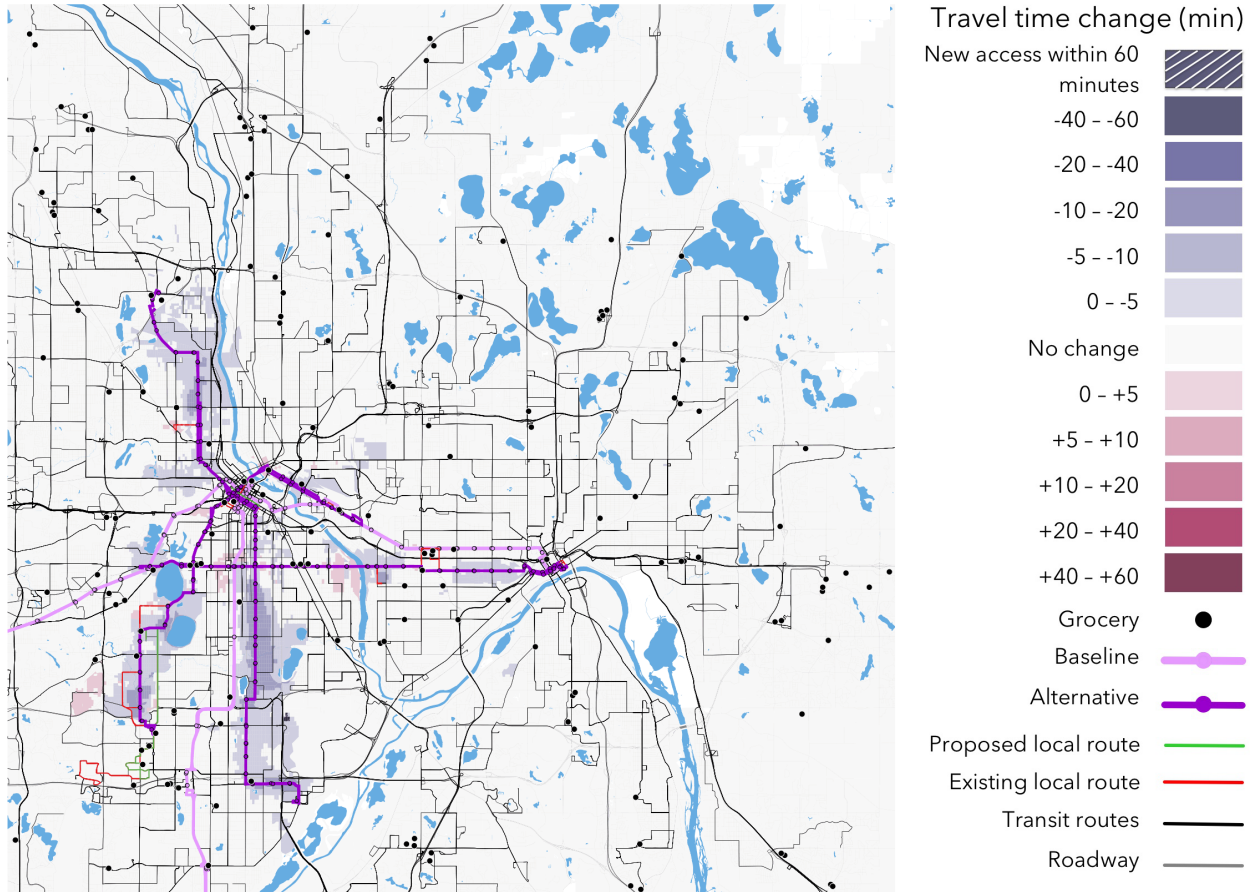 Travel time change (min)
New access within 60
minutes
-40 – -60
-20 – -40
-10 – -20
-5 – -10
0 – -5
No change
0 – +5
+5 – +10
+10 – +20
+20 – +40
+40 – +60
Grocery
Baseline
Alternative
Proposed local route
Existing local route
Transit routes
Roadway